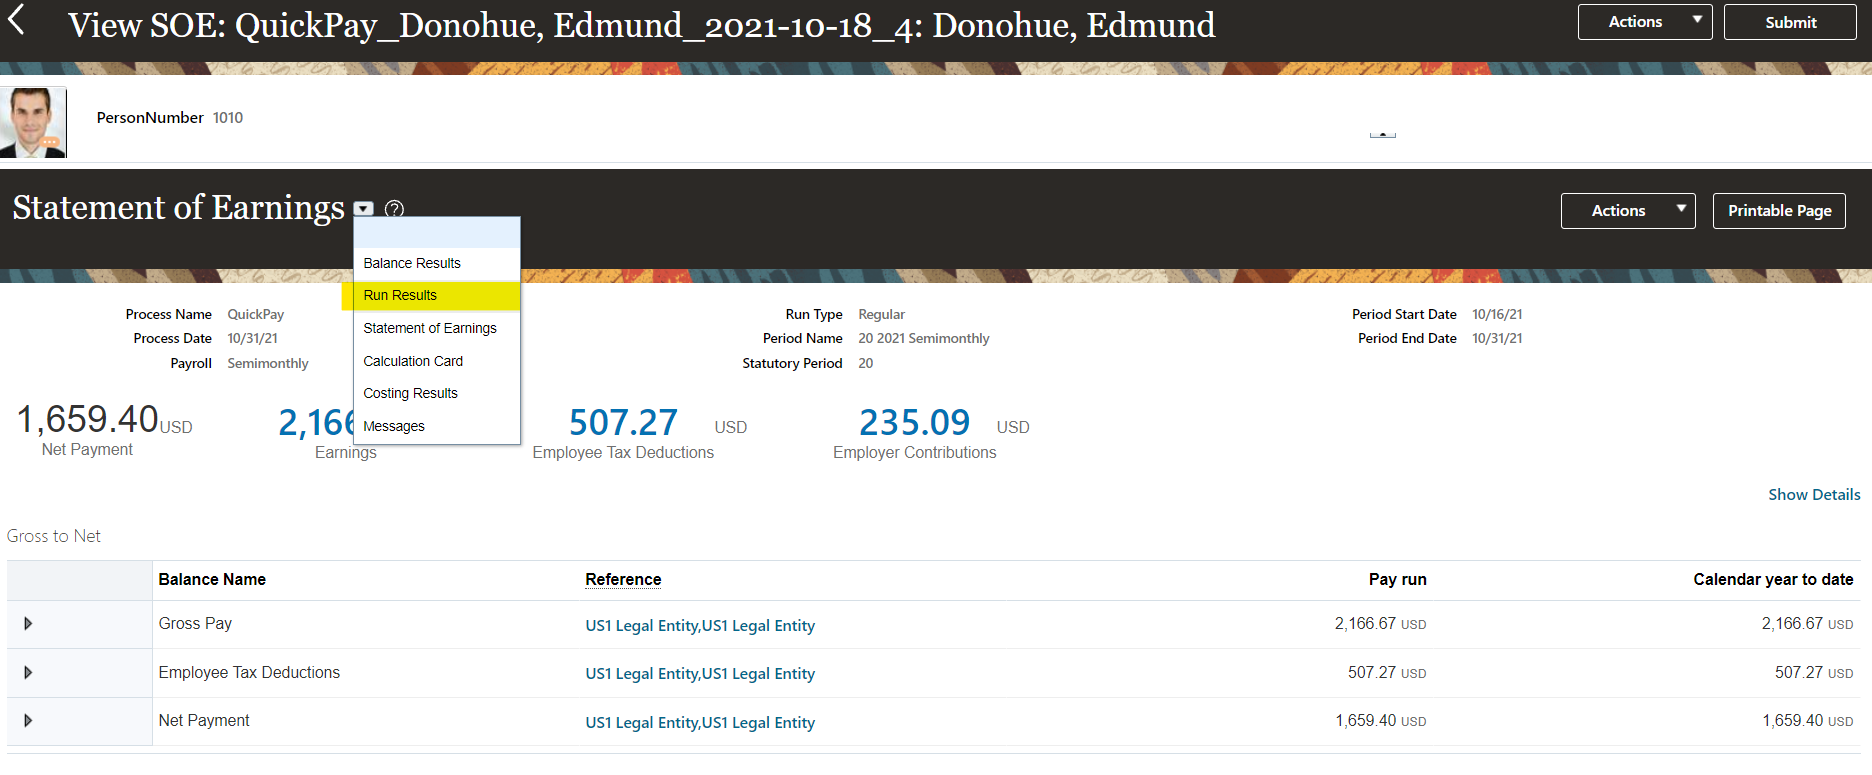 View SOE: QuickPay_Donohue, Edmund_2021-10-18_4: Donohue, Edmund
Actions
Submit
PersonNumber 1010
Statement of Earnings
?
Actions
Printable Page
Balance Results
Run Results
Statement of Earnings
Calculation Card
Costing Results
Messages
Process Name QuickPay
Process Date 10/31/21
Payroll Semimonthly
Run Type Regular
Period Name 20 2021 Semimonthly
Statutory Period 20
Period Start Date 10/16/21
Period End Date 10/31/21
1,659.40 USD
Net Payment
2,166
Earnings
507.27 USD
Employee Tax Deductions
235.09 USD
Employer Contributions
Show Details
Gross to Net
Balance Name Reference Pay run Calendar year to date
Gross Pay US1 Legal Entity,US1 Legal Entity 2,166.67 USD 2,166.67 USD
Employee Tax Deductions US1 Legal Entity,US1 Legal Entity 507.27 USD 507.27 USD
Net Payment US1 Legal Entity,US1 Legal Entity 1,659.40 USD 1,659.40 USD